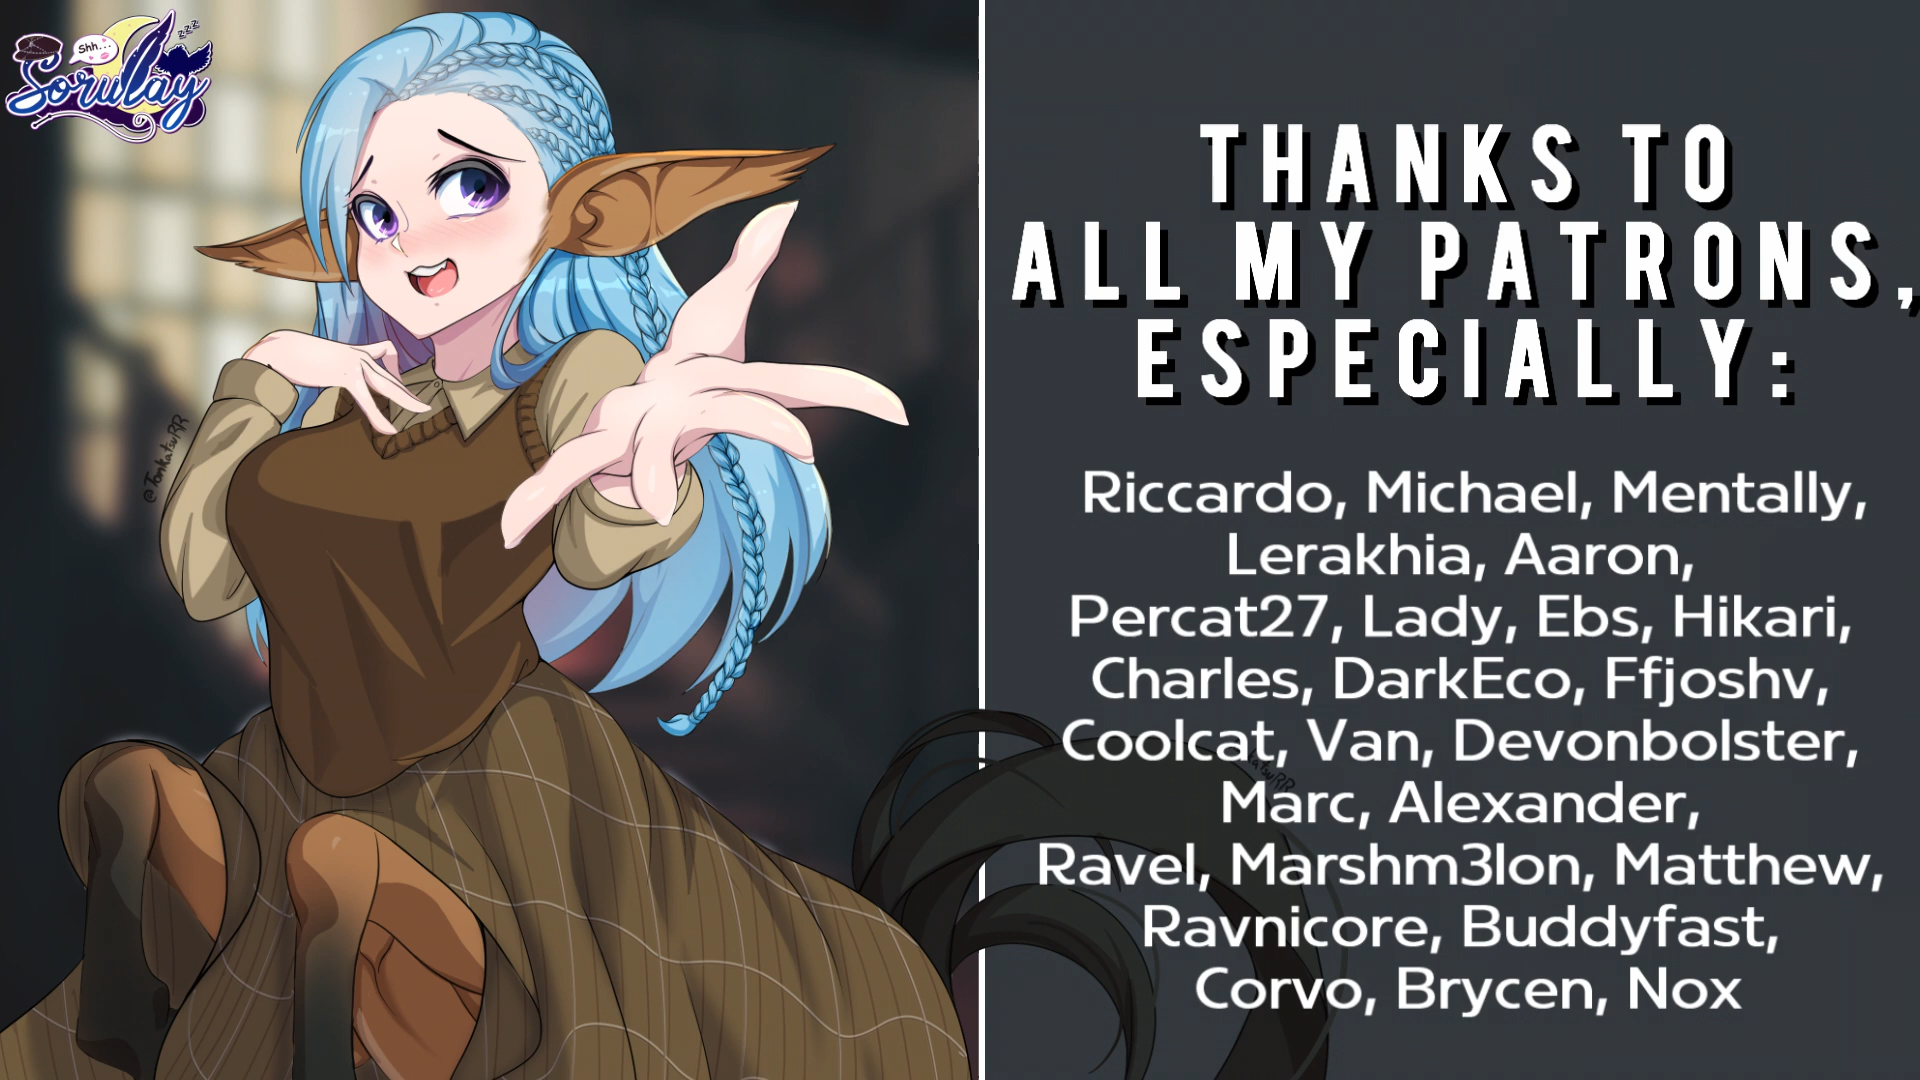 Shh...
zzz
Sorulay
@TonkatsuRR
THANKS TO
ALL MY PATRONS,
ESPECIALLY:
Riccardo, Michael, Mentally,
Lerakhia, Aaron,
Percat27, Lady, Ebs, Hikari,
Charles, DarkEco, Ffjoshv,
Coolcat, Van, Devonbolster,
Marc, Alexander,
Ravel, Marshm3lon, Matthew,
Ravnicore, Buddyfast,
Corvo, Brycen, Nox